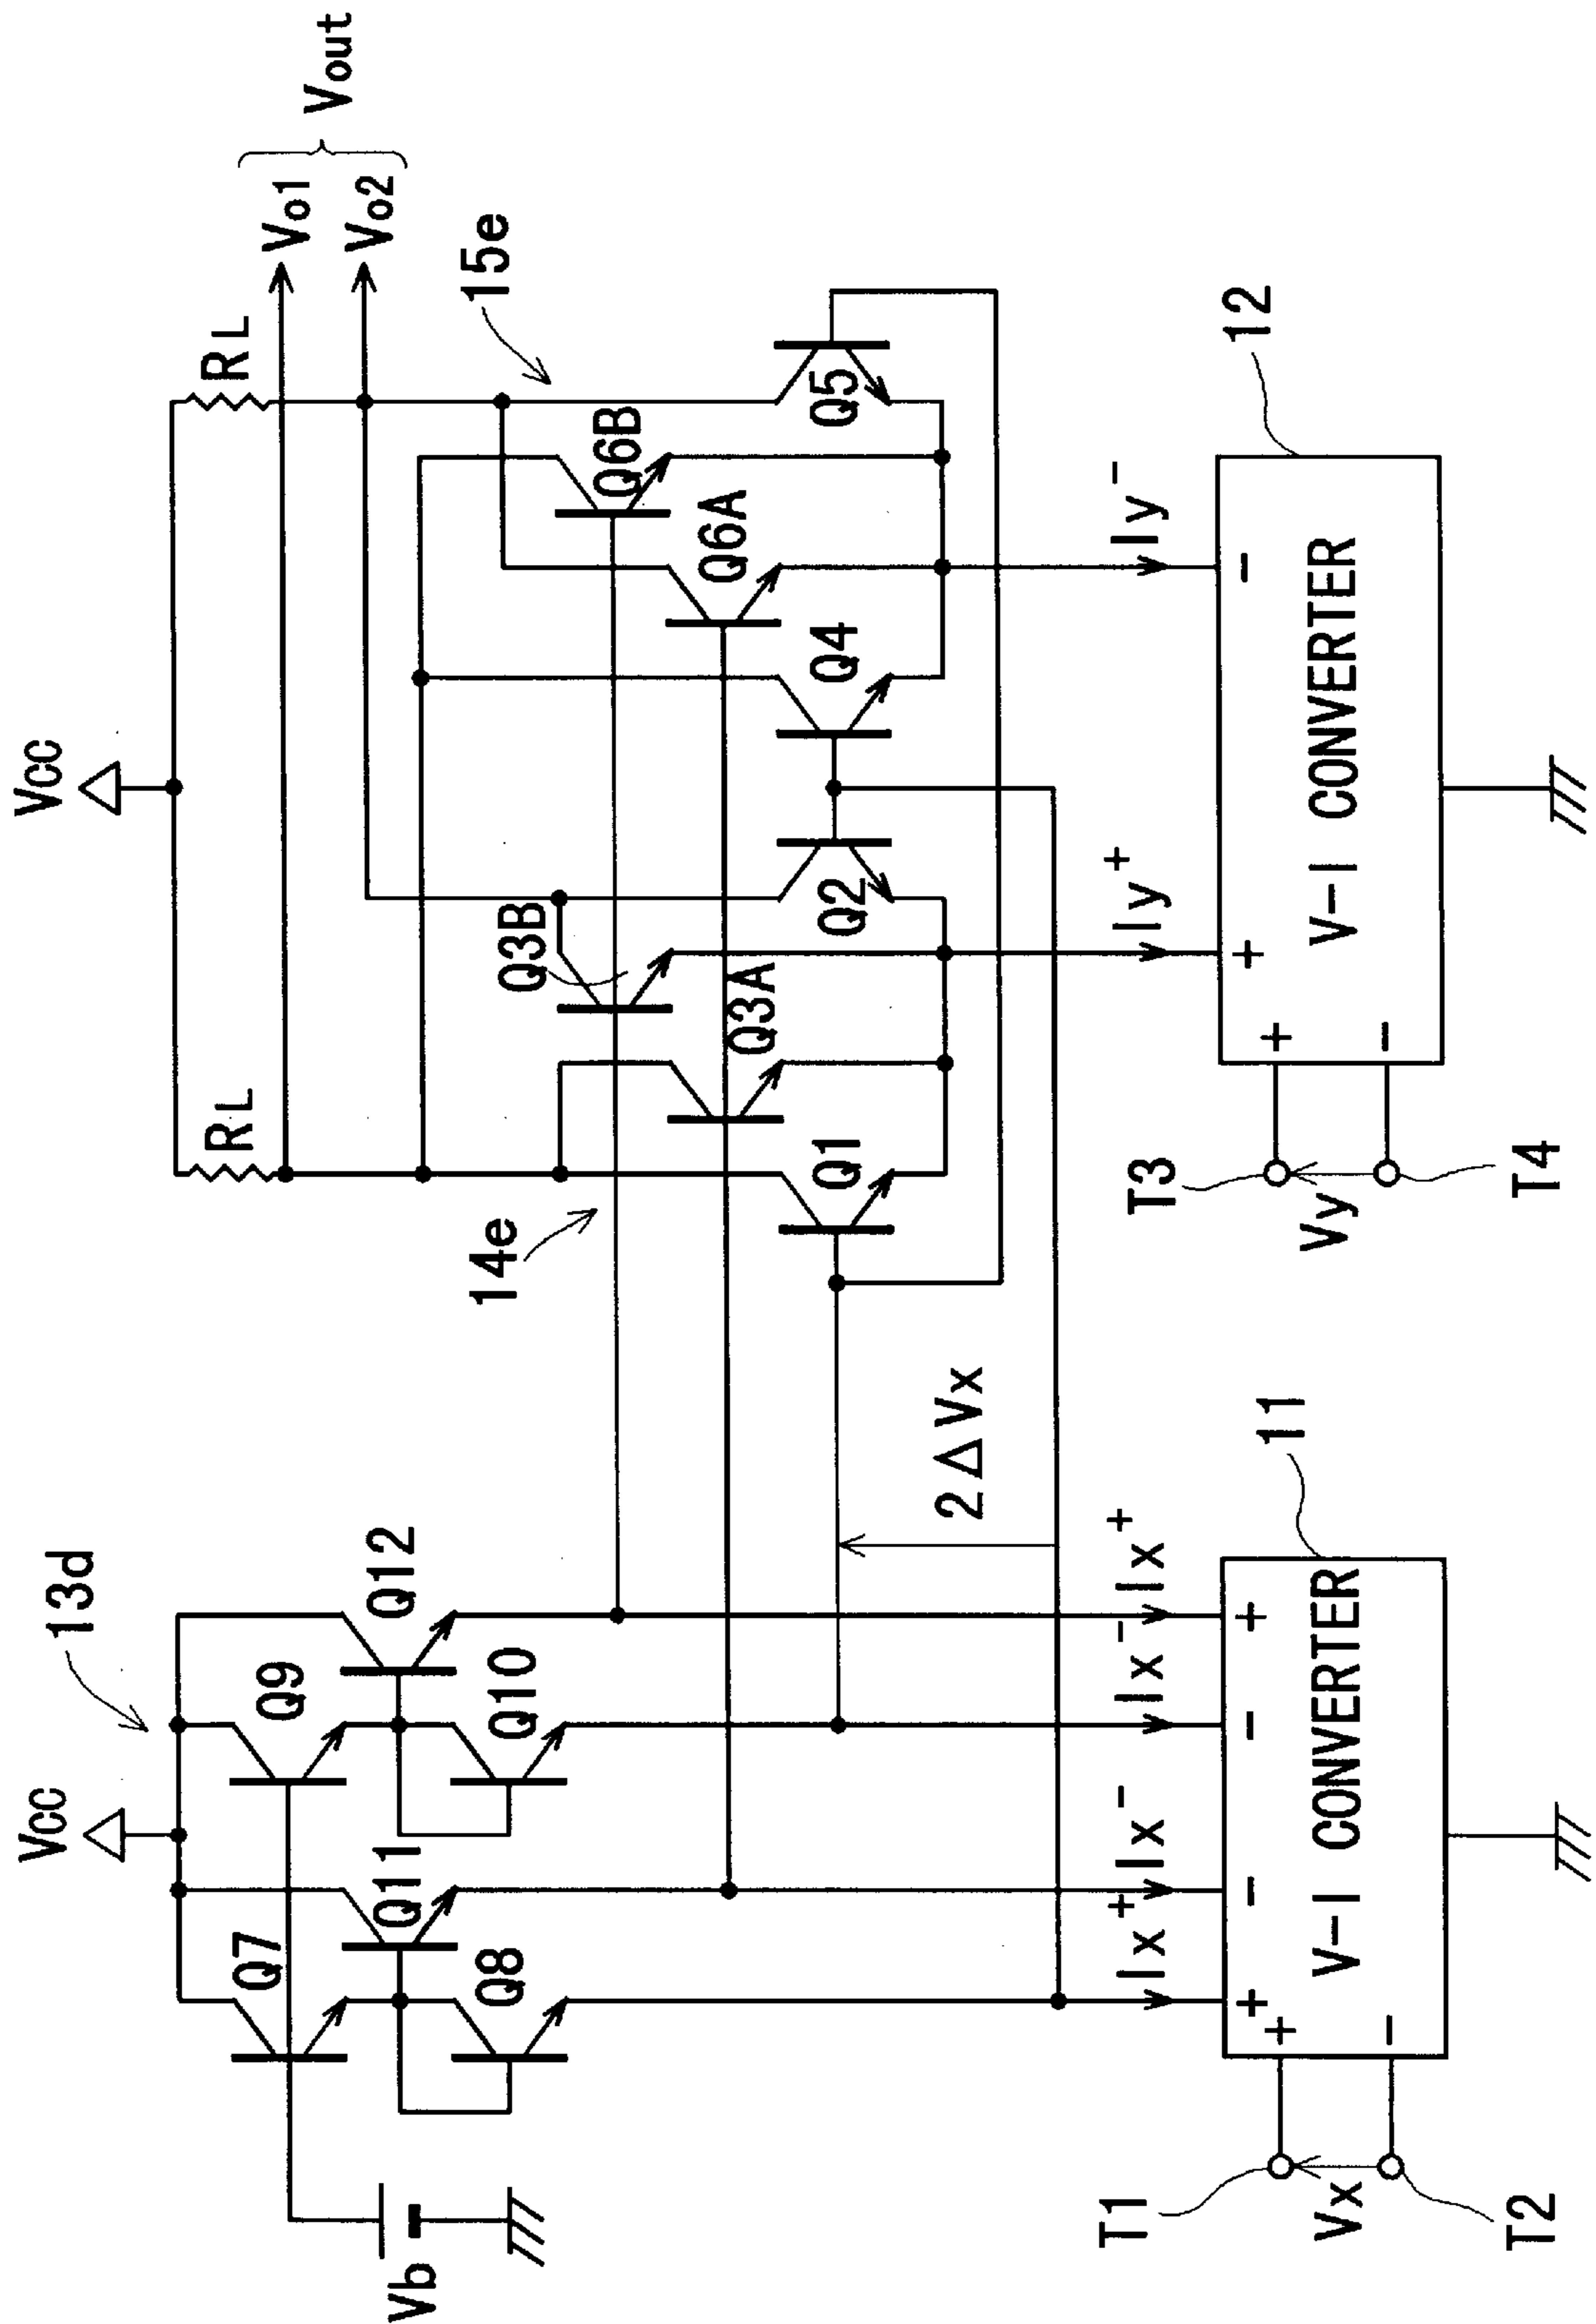 13d
Vcc
Vcc
Vout
Vo1
Vo2
RL
RL
15e
14e
Q7
Q9
Q11
Q12
Q8
Q10
Q3B
Q6B
Q3A
Q6A
Q1
Q2
Q4
Q5
Vb
2ΔVx
Ix+
Ix-
Ix-
Ix+
Iy+
Iy-
11
12
T1
Vx
T2
+
-
+
-
-
+
V-I CONVERTER
T3
Vy
T4
+
-
+
-
V-I CONVERTER